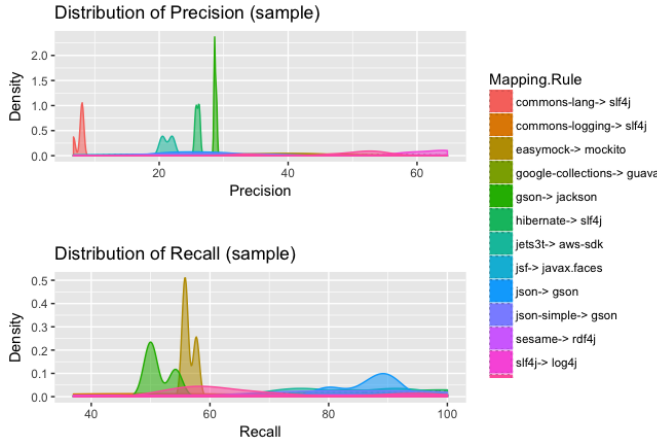 Distribution of Precision (sample)
Density
2.0
1.5
1.0
0.5
0.0
20
40
60
Precision
Distribution of Recall (sample)
Density
0.5
0.4
0.3
0.2
0.1
0.0
40
60
80
100
Recall
Mapping.Rule
commons-lang-> slf4j
commons-logging-> slf4j
easymock-> mockito
google-collections-> guava
gson-> jackson
hibernate-> slf4j
jets3t-> aws-sdk
jsf-> javax.faces
json-> gson
json-simple-> gson
sesame-> rdf4j
slf4j-> log4j